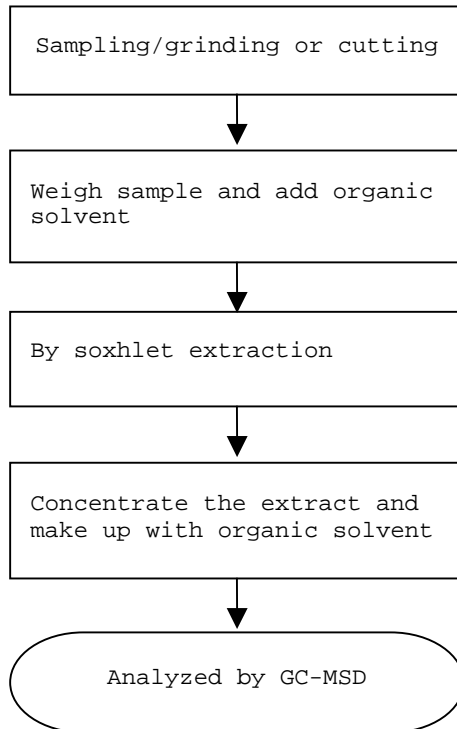 Sampling/grinding or cutting
Weigh sample and add organic
solvent
By soxhlet extraction
Concentrate the extract and
make up with organic solvent
Analyzed by GC-MSD